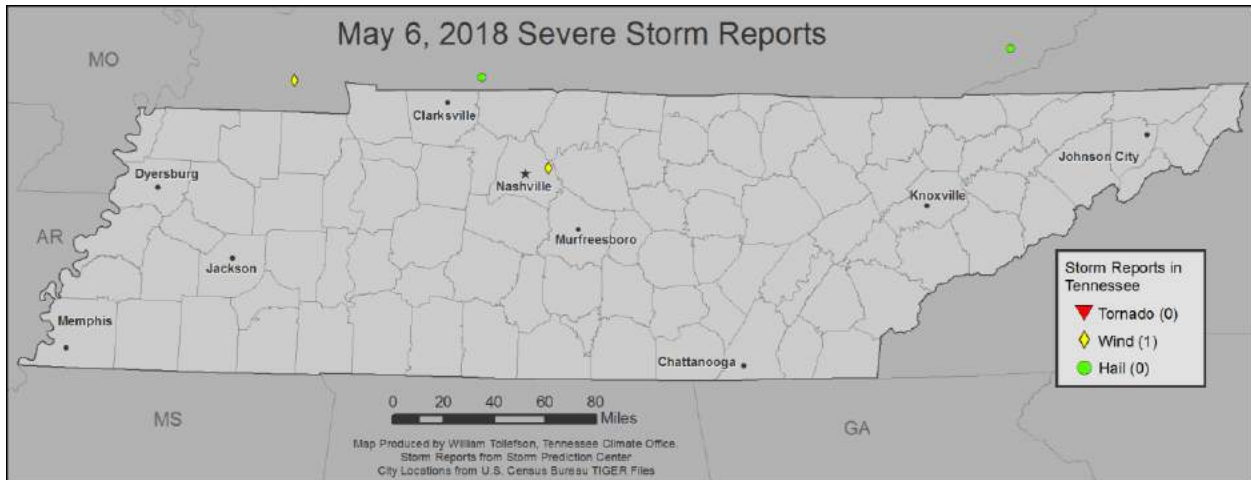 May 6, 2018 Severe Storm Reports
MO
Clarksville
Johnson City
Dyersburg
Nashville
Knoxville
AR
Murfreesboro
Jackson
Storm Reports in
Tennessee
Tornado (0)
Wind (1)
Hail (0)
Memphis
Chattanooga
0 20 40 80
Miles
MS
GA
Map Produced by William Tollefson, Tennessee Climate Office.
Storm Reports from Storm Prediction Center
City Locations from U.S. Census Bureau TIGER Files